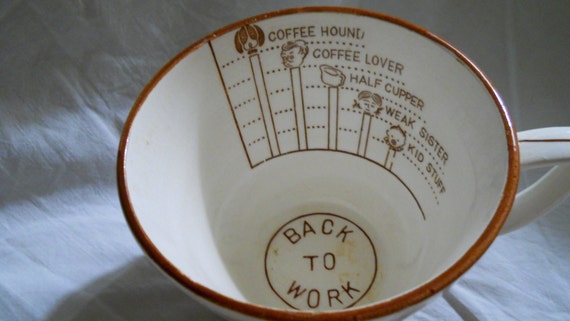 COFFEE HOUND
COFFEE LOVER
HALF CUPPER
WEAK SISTER
KID STUFF
BACK
TO
WORK